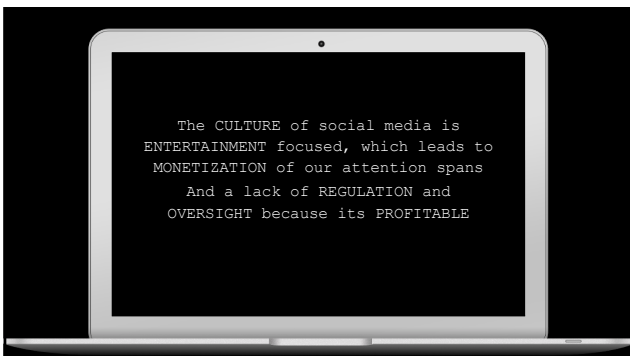 The CULTURE of social media is
ENTERTAINMENT focused, which leads to
MONETIZATION of our attention spans
And a lack of REGULATION and
OVERSIGHT because its PROFITABLE